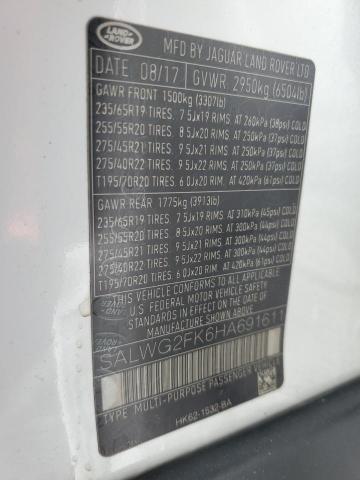 LAND ROVER
MFD BY JAGUAR LAND ROVER LTD
DATE 08/17 GVWR 2950kg (6504lb)
GAWR FRONT 1500kg (3307lb)
235/65R19 TIRES. 7 5Jx19 RIMS AT 260kPa (38psi) COLD
255/55R20 TIRES. 8 5Jx20 RIMS AT 250kPa (37psi) COLD
275/45R21 TIRES. 9 5Jx21 RIMS AT 250kPa (37psi) COLD
275/40R22 TIRES. 9 5Jx22 RIMS AT 250kPa (37psi) COLD
T195/70R20 TIRES. 6 0Jx20 RIM AT 420kPa (61psi) COLD
GAWR REAR 1775kg (3913lb)
235/65R19 TIRES. 7 5Jx19 RIMS AT 310kPa (45psi) COLD
255/55R20 TIRES. 8 5Jx20 RIMS AT 300kPa (44psi) COLD
275/45R21 TIRES. 9 5Jx21 RIMS AT 300kPa (44psi) COLD
275/40R22 TIRES. 9 5Jx22 RIMS AT 300kPa (44psi) COLD
T195/70R20 TIRES. 6 0Jx20 RIM AT 420kPa (61psi) COLD
THIS VEHICLE CONFORMS TO ALL APPLICABLE
U.S. FEDERAL MOTOR VEHICLE SAFETY
STANDARDS IN EFFECT ON THE DATE OF
MANUFACTURE SHOWN ABOVE
SALWG2FK6HA691611
TYPE: MULTI-PURPOSE PASSENGER VEHICLE
HK62-1532-BA